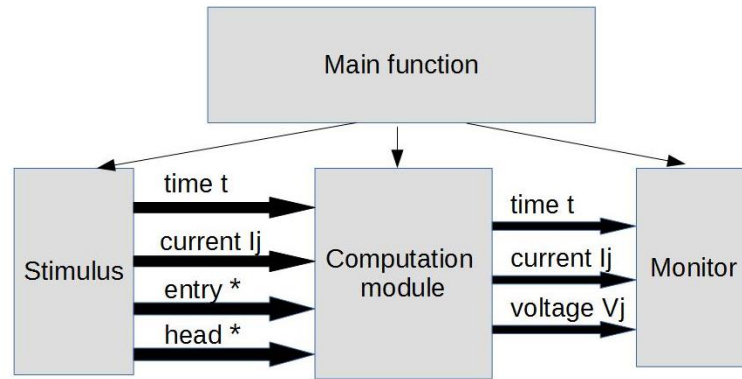 Main function
time t
current Ij
entry *
head *
Stimulus
Computation
module
time t
current Ij
voltage Vj
Monitor